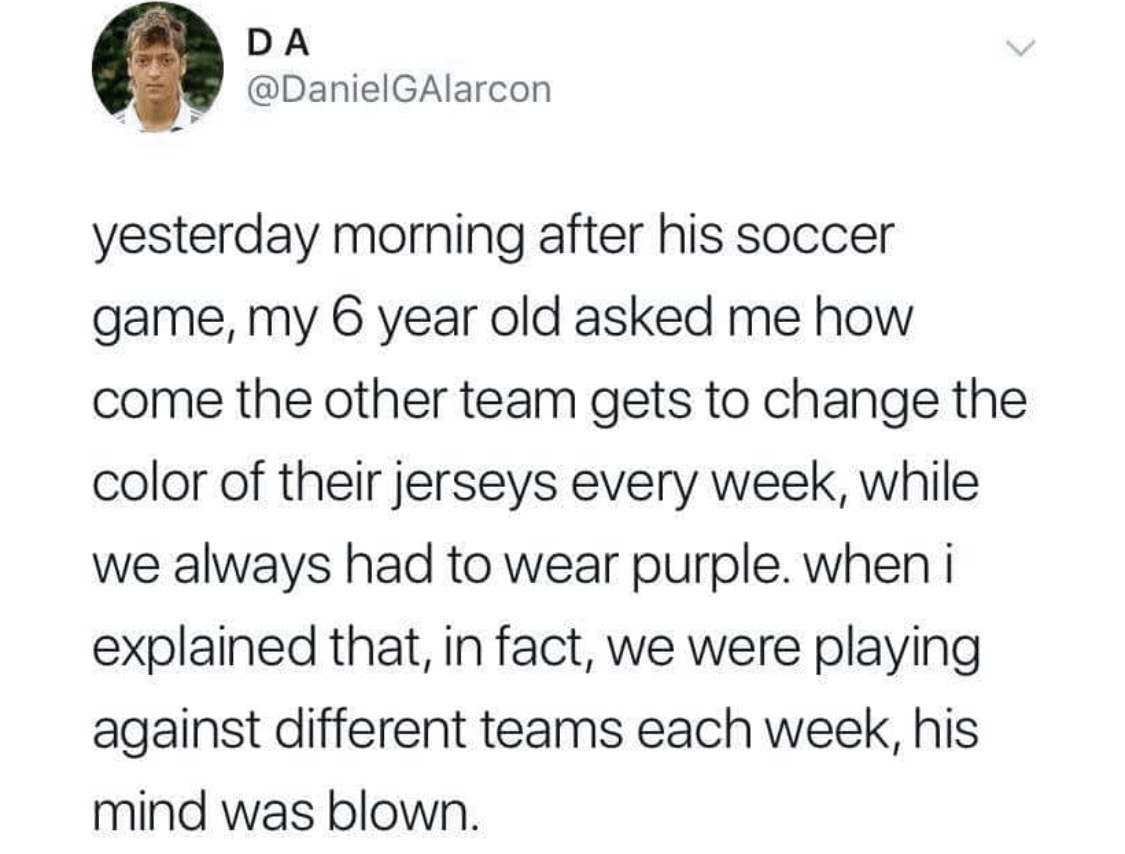 D A
@DanielGAlarcon
yesterday morning after his soccer
game, my 6 year old asked me how
come the other team gets to change the
color of their jerseys every week, while
we always had to wear purple. when i
explained that, in fact, we were playing
against different teams each week, his
mind was blown.